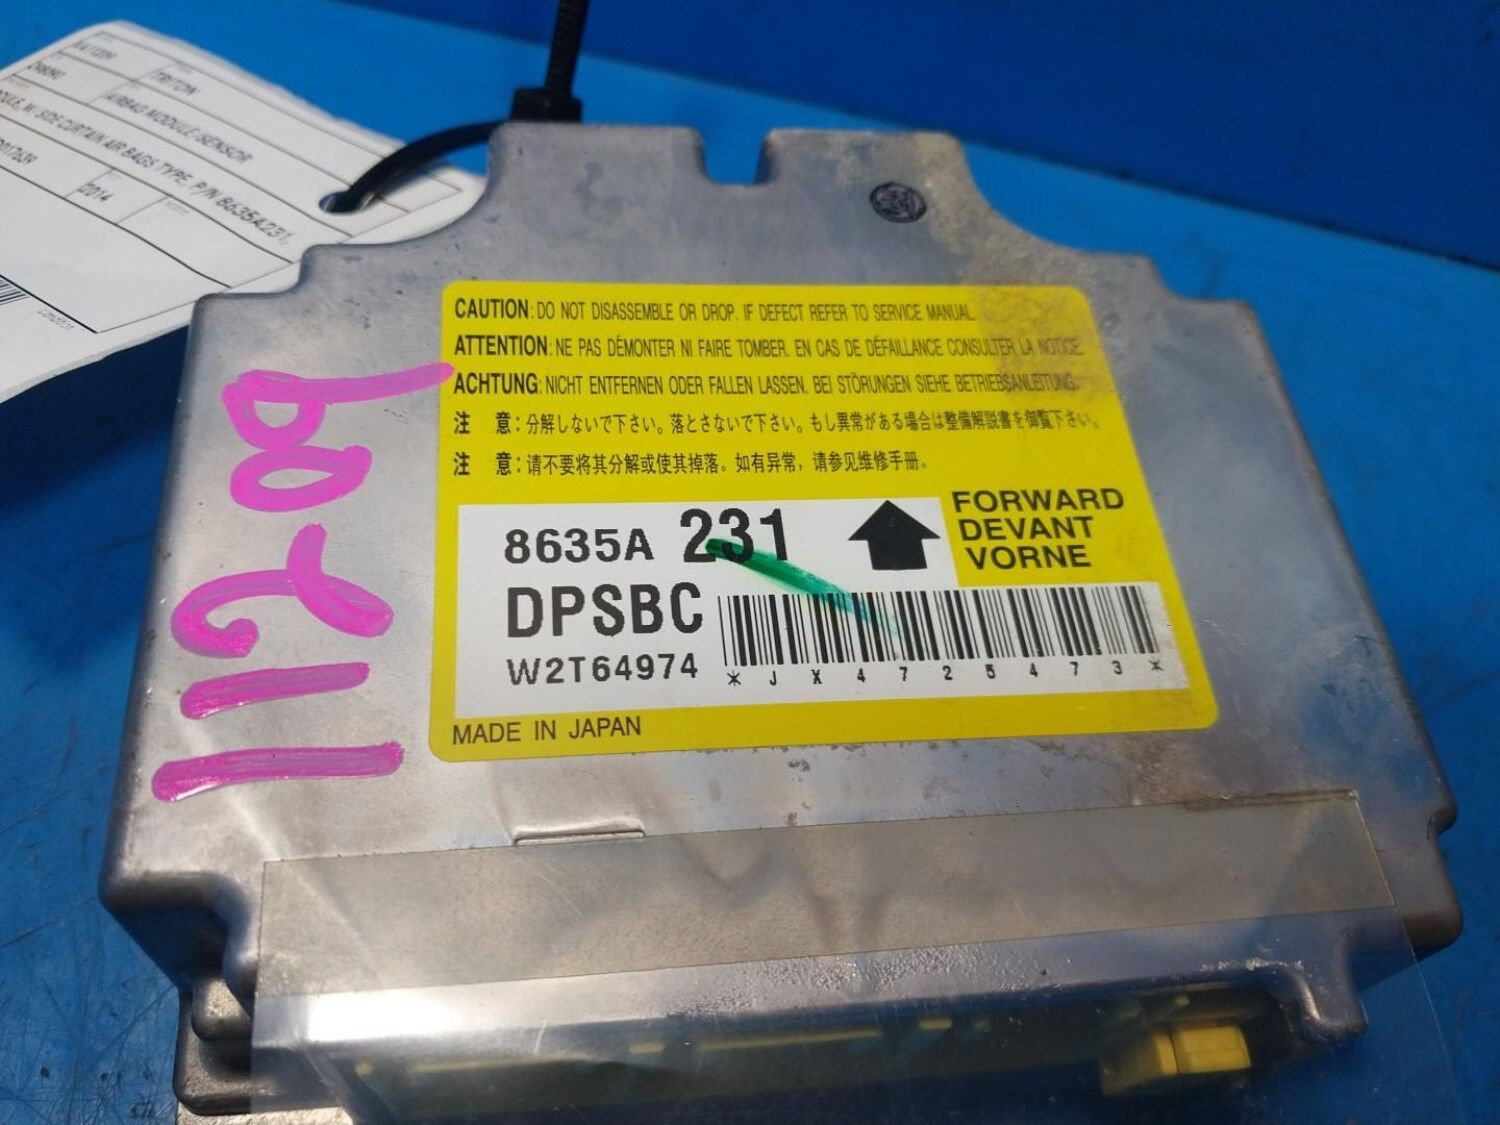 TRITON
AIRBAG MODULE/SENSOR
SIDE CURTAIN AIR BAGS TYPE, P/N 8635A231,
2014
CAUTION: DO NOT DISASSEMBLE OR DROP. IF DEFECT REFER TO SERVICE MANUAL.
ATTENTION: NE PAS DÉMONTER NI FAIRE TOMBER. EN CAS DE DÉFAILLANCE CONSULTER LA NOTICE.
ACHTUNG: NICHT ENTFERNEN ODER FALLEN LASSEN. BEI STÖRUNGEN SIEHE BETRIEBSANLEITUNG.
注 意: 分解しないで下さい。落とさないで下さい。もし異常がある場合は整備解説書を御覧下さい。
注 意: 请不要将其分解或使其掉落。如有异常，请参见维修手册。
8635A 231
FORWARD
DEVANT
VORNE
DPSBC
W2T64974
*JX4725473*
MADE IN JAPAN